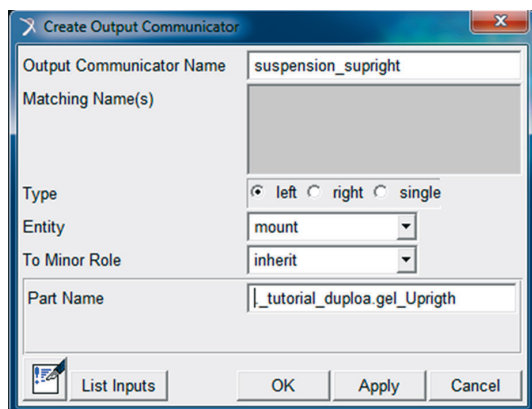 Create Output Communicator
Output Communicator Name suspension_supright
Matching Name(s)
Type left right single
Entity mount
To Minor Role inherit
Part Name ._tutorial_duploa.gel_Uprigth
List Inputs OK Apply Cancel